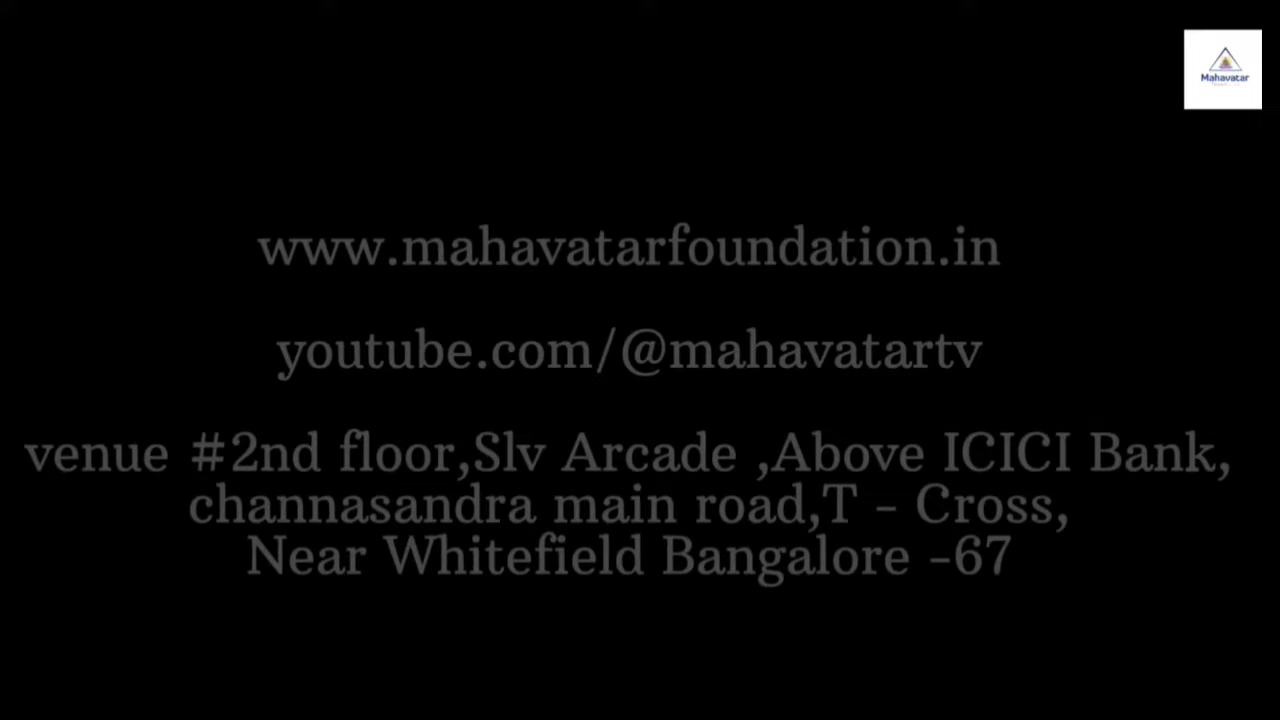 Mahavatar
www.mahavatarfoundation.in
youtube.com/@mahavatartv
venue #2nd floor,Slv Arcade ,Above ICICI Bank,
channasandra main road,T - Cross,
Near Whitefield Bangalore -67